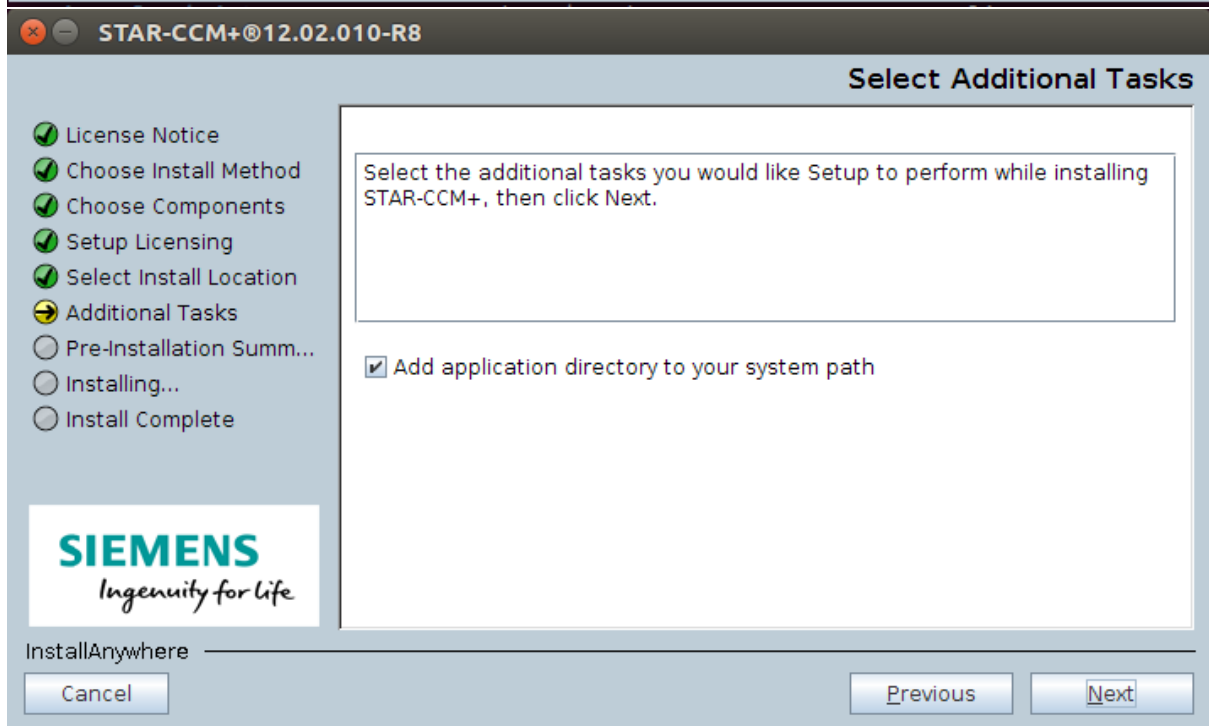 STAR-CCM+®12.02.010-R8
Select Additional Tasks
License Notice
Choose Install Method
Choose Components
Setup Licensing
Select Install Location
Additional Tasks
Pre-Installation Summ...
Installing...
Install Complete
Select the additional tasks you would like Setup to perform while installing
STAR-CCM+, then click Next.
Add application directory to your system path
SIEMENS
Ingenuity for life
InstallAnywhere
Cancel
Previous
Next